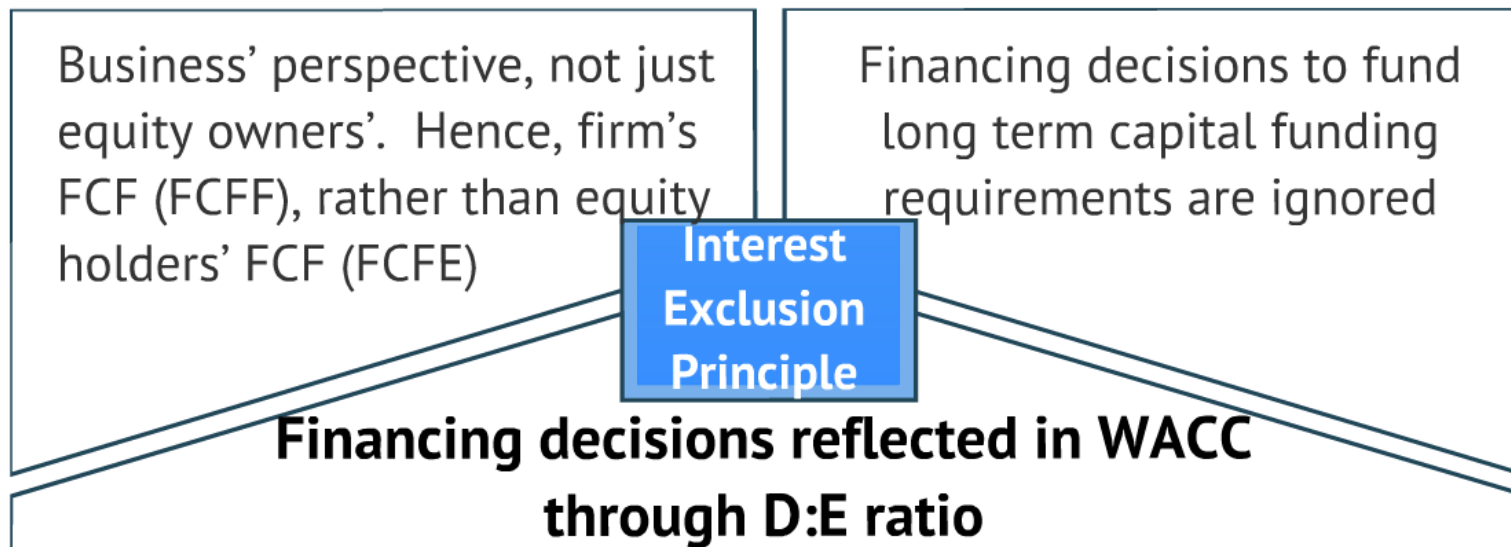 Business’ perspective, not just
equity owners’.  Hence, firm’s
FCF (FCFF), rather than equity
holders’ FCF (FCFE)
Financing decisions to fund
long term capital funding
requirements are ignored
Interest
Exclusion
Principle
Financing decisions reflected in WACC
through D:E ratio